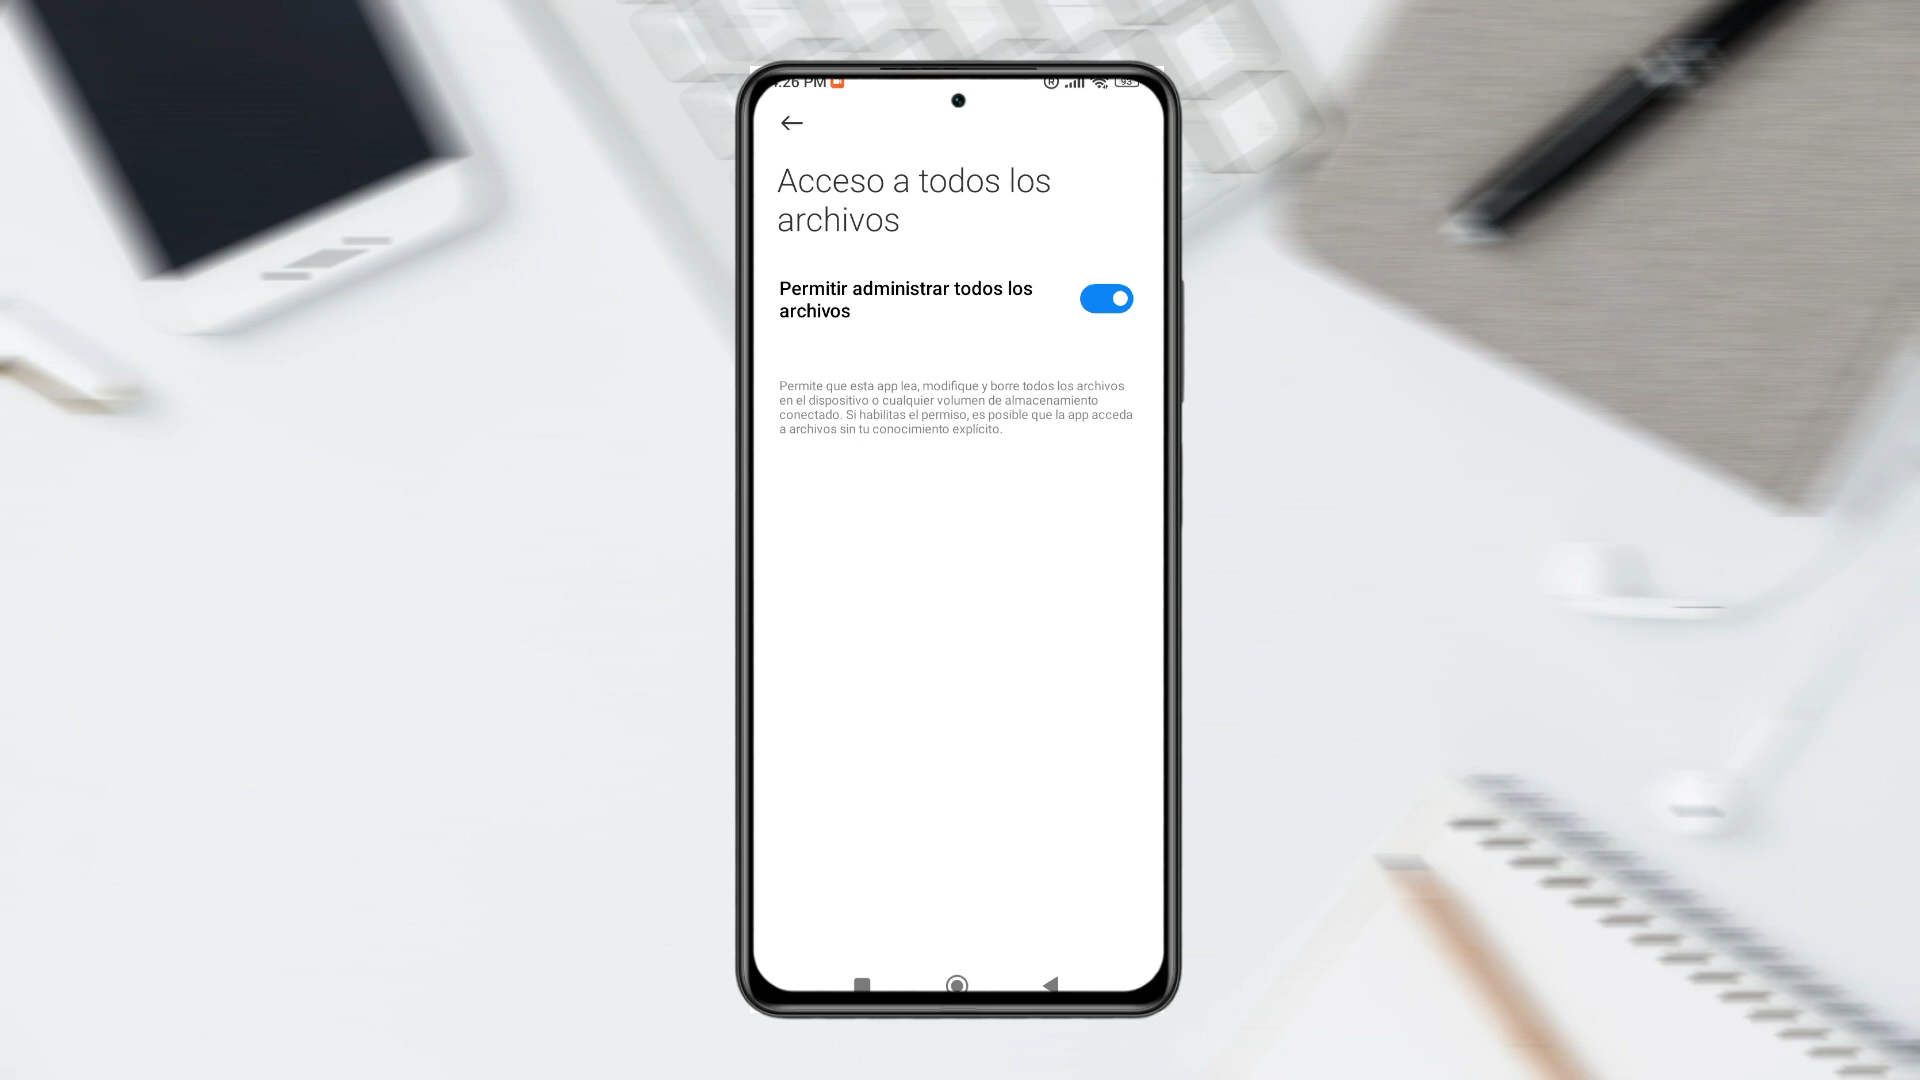 :26 PM
93
Acceso a todos los
archivos
Permitir administrar todos los
archivos
Permite que esta app lea, modifique y borre todos los archivos
en el dispositivo o cualquier volumen de almacenamiento
conectado. Si habilitas el permiso, es posible que la app acceda
a archivos sin tu conocimiento explícito.